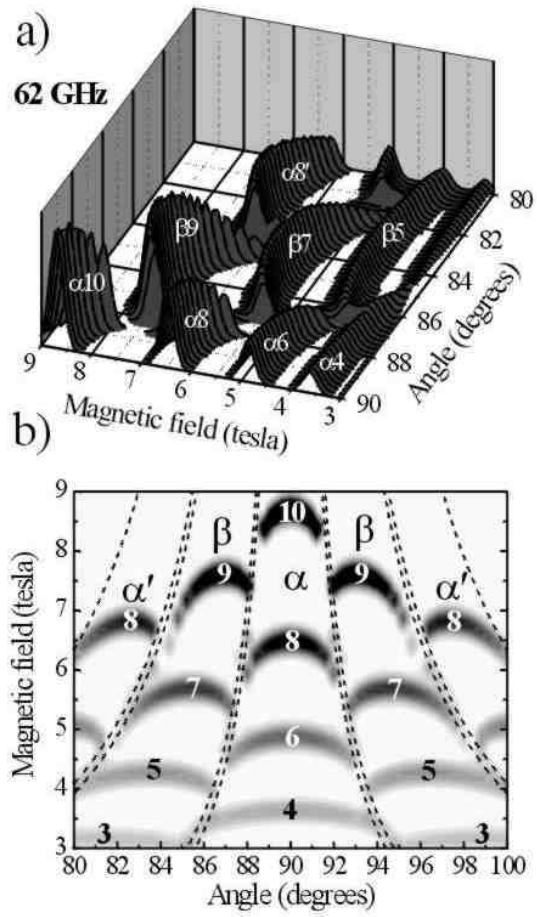 a)
62 GHz
α8'
β9
β7
β5
α10
α8
α6
α4
80
82
84
86
88
90
Angle (degrees)
9
8
7
6
5
4
3
Magnetic field (tesla)
b)
9
8
7
6
5
4
3
Magnetic field (tesla)
10
β
β
9
α
9
α′
α′
8
8
8
7
7
6
5
5
4
3
3
80 82 84 86 88 90 92 94 96 98 100
Angle (degrees)